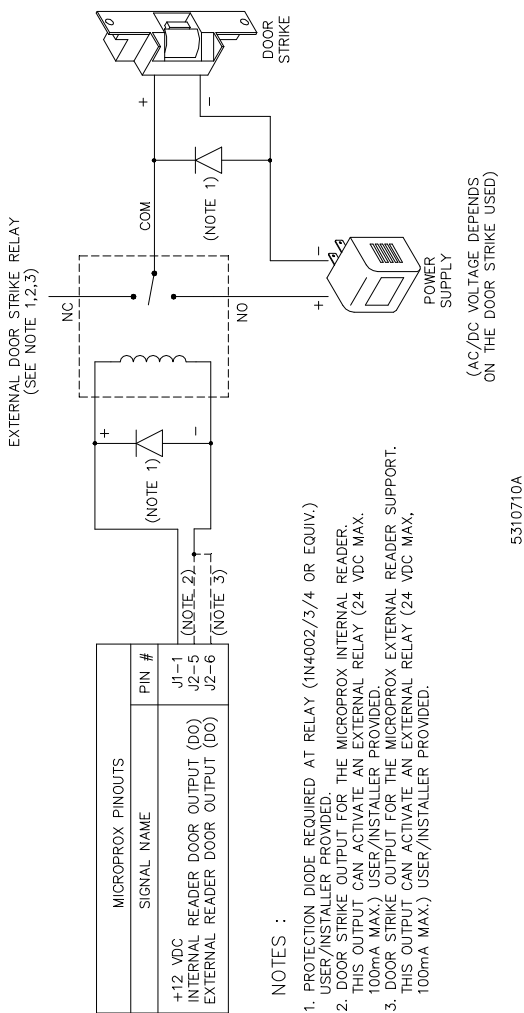 EXTERNAL DOOR STRIKE RELAY
(SEE NOTE 1,2,3)
NC
COM
NO
+
−
(NOTE 1)
DOOR
STRIKE
+
−
(NOTE 1)
+
−
POWER
SUPPLY
(AC/DC VOLTAGE DEPENDS
ON THE DOOR STRIKE USED)
MICROPROX PINOUTS
SIGNAL NAME PIN #
+12 VDC J1−1
INTERNAL READER DOOR OUTPUT (DO) J2−5
EXTERNAL READER DOOR OUTPUT (DO) J2−6
(NOTE 2)
(NOTE 3)
NOTES :
1. PROTECTION DIODE REQUIRED AT RELAY (1N4002/3/4 OR EQUIV.)
USER/INSTALLER PROVIDED.
2. DOOR STRIKE OUTPUT FOR THE MICROPROX INTERNAL READER.
THIS OUTPUT CAN ACTIVATE AN EXTERNAL RELAY (24 VDC MAX.
100mA MAX.) USER/INSTALLER PROVIDED.
3. DOOR STRIKE OUTPUT FOR THE MICROPROX EXTERNAL READER SUPPORT.
THIS OUTPUT CAN ACTIVATE AN EXTERNAL RELAY (24 VDC MAX,
100mA MAX.) USER/INSTALLER PROVIDED.
5310710A